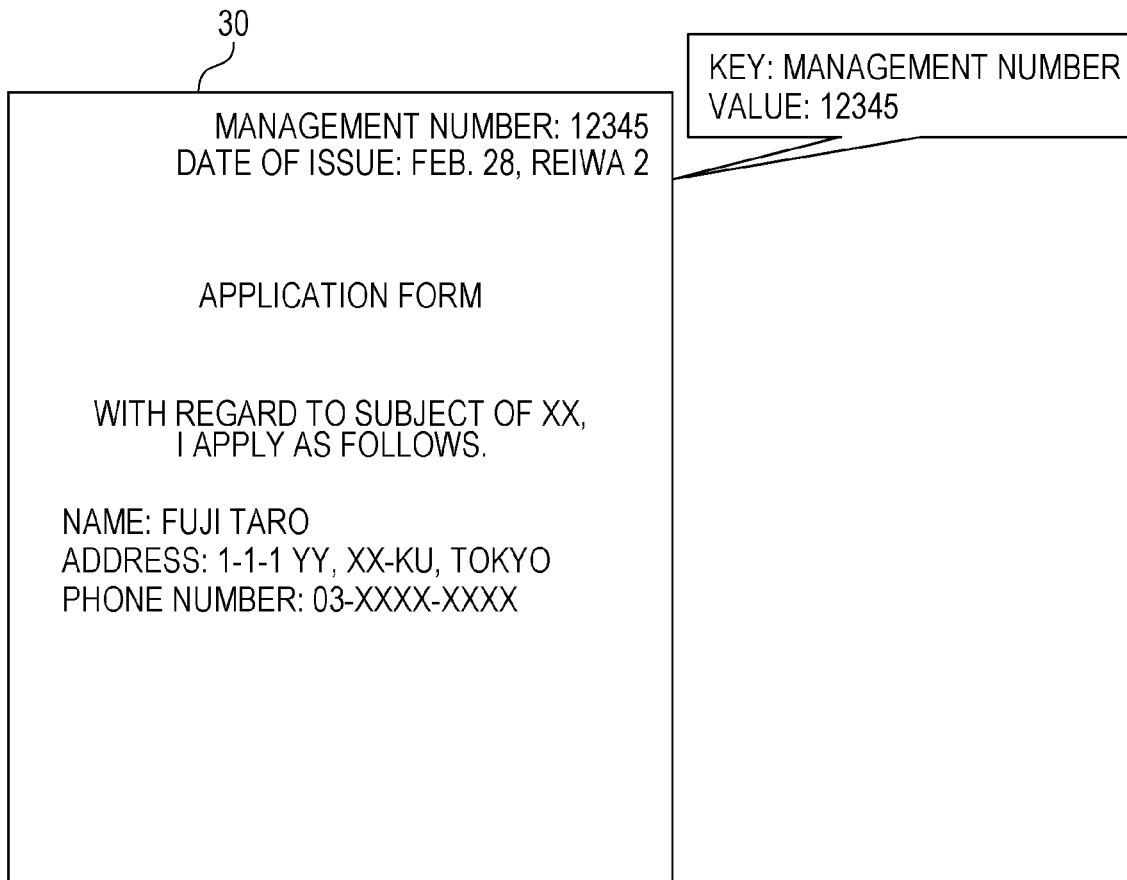 30
KEY: MANAGEMENT NUMBER
VALUE: 12345
MANAGEMENT NUMBER: 12345
DATE OF ISSUE: FEB. 28, REIWA 2
APPLICATION FORM
WITH REGARD TO SUBJECT OF XX,
I APPLY AS FOLLOWS.
NAME: FUJI TARO
ADDRESS: 1-1-1 YY, XX-KU, TOKYO
PHONE NUMBER: 03-XXXX-XXXX